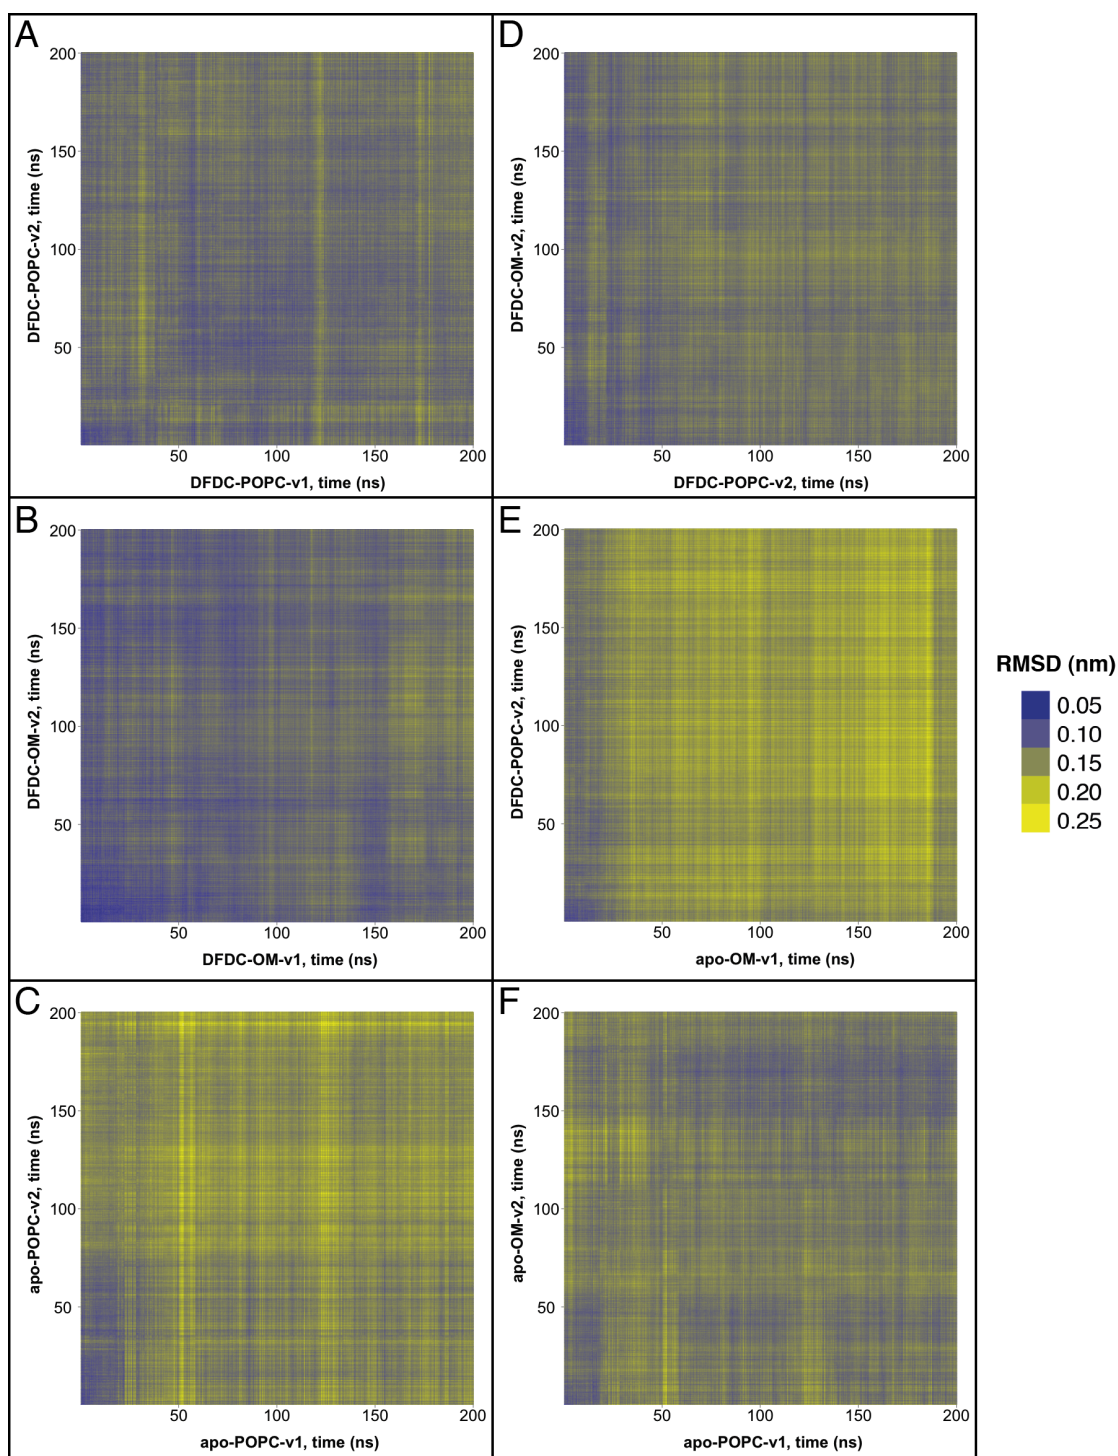 A
200
150
100
50
DFDC-POPC-v2, time (ns)
50
100
150
200
DFDC-POPC-v1, time (ns)
D
200
150
100
50
DFDC-OM-v2, time (ns)
50
100
150
200
DFDC-POPC-v2, time (ns)
B
200
150
100
50
DFDC-OM-v2, time (ns)
50
100
150
200
DFDC-OM-v1, time (ns)
E
200
150
100
50
DFDC-POPC-v2, time (ns)
50
100
150
200
apo-OM-v1, time (ns)
RMSD (nm)
0.05
0.10
0.15
0.20
0.25
C
200
150
100
50
apo-POPC-v2, time (ns)
50
100
150
200
apo-POPC-v1, time (ns)
F
200
150
100
50
apo-OM-v2, time (ns)
50
100
150
200
apo-POPC-v1, time (ns)